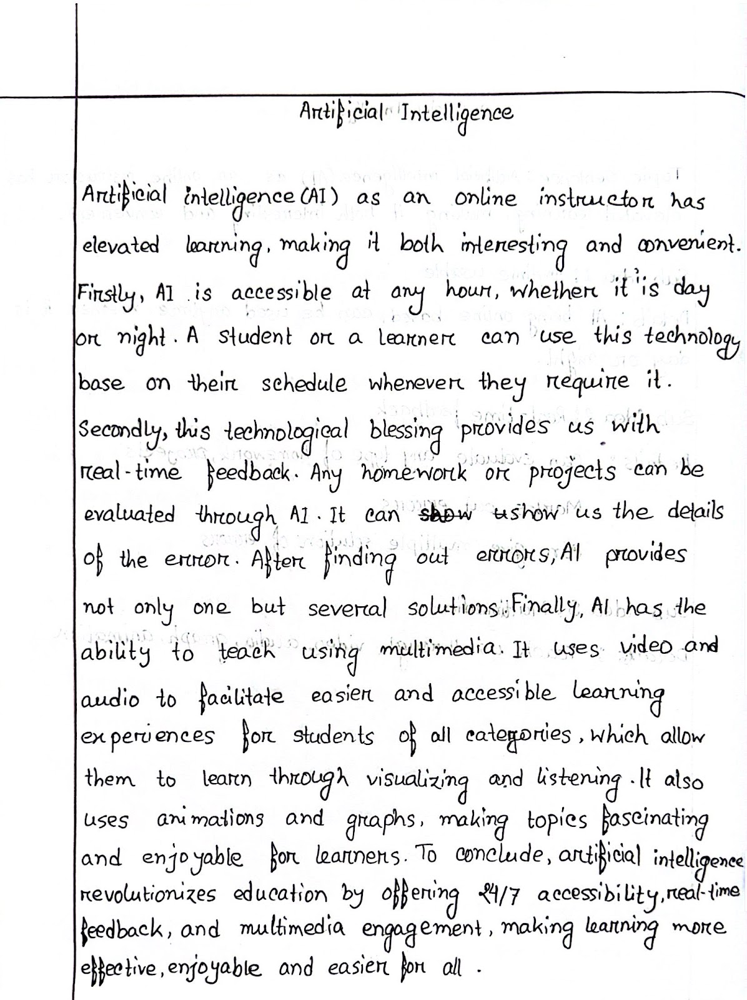 Artificial Intelligence
Artificial intelligence (AI) as an online instructor has
elevated learning, making it both interesting and convenient.
Firstly, AI is accessible at any hour, whether it is day
or night. A student or a learner can use this technology
base on their schedule whenever they require it.
Secondly, this technological blessing provides us with
real-time feedback. Any homework or projects can be
evaluated through AI. It can show u show us the details
of the error. After finding out errors, AI provides
not only one but several solutions. Finally, AI has the
ability to teach using multimedia. It uses video and
audio to facilitate easier and accessible learning
experiences for students of all categories, which allow
them to learn through visualizing and listening. It also
uses animations and graphs, making topics fascinating
and enjoyable for learners. To conclude, artificial intelligence
revolutionizes education by offering 24/7 accessibility, real-time
feedback, and multimedia engagement, making learning more
effective, enjoyable and easier for all.